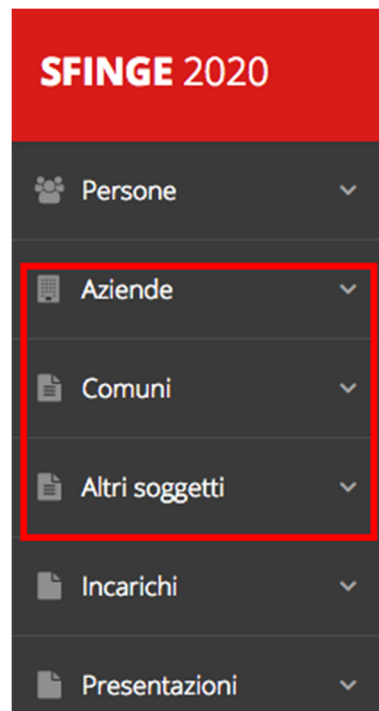 SFINGE 2020
Persone
Aziende
Comuni
Altri soggetti
Incarichi
Presentazioni